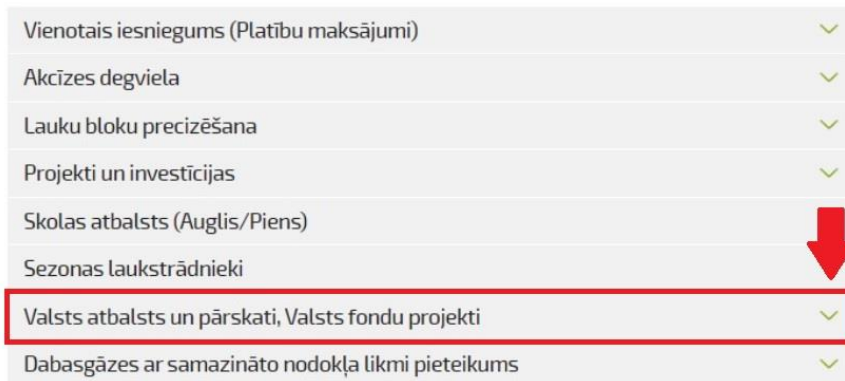 Vienotais iesniegums (Platību maksājumi)
Akcīzes degviela
Lauku bloku precizēšana
Projekti un investīcijas
Skolas atbalsts (Auglis/Piens)
Sezonas laukstrādnieki
Valsts atbalsts un pārskati, Valsts fondu projekti
Dabasgāzes ar samazināto nodokļa likmi pieteikums